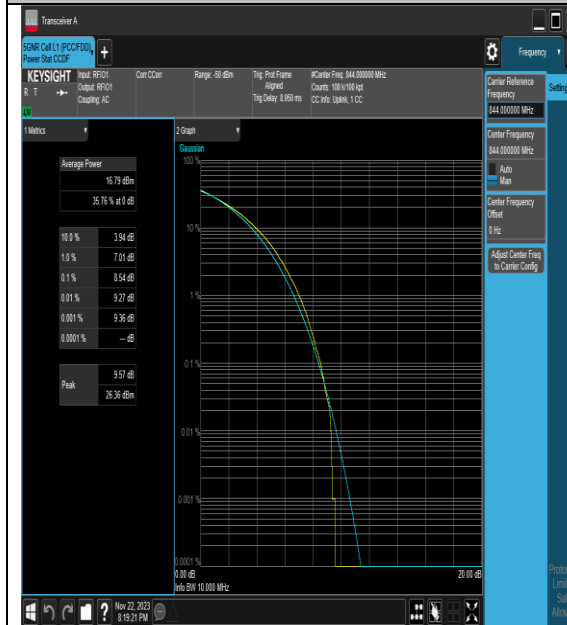 Transceiver A
5GNR Cell L1 (PCC/FDD),
Power Stat CCDF
Frequency
KEYSIGHT
R T
Input: RFIO1
Output: RFIO1
Coupling: AC
Corr CCorr
Range: -50 dBm
Trig: Prot Frame
Aligned
Trig Delay: 8.950 ms
#Center Freq: 844.000000 MHz
Counts: 100 k/100 kpt
CC Info: Uplink, 1 CC
Carrier Reference
Frequency
844.000000 MHz
Setting
Center Frequency
844.000000 MHz
Auto
Man
Center Frequency
Offset
0 Hz
Adjust Center Freq
to Carrier Config
1 Metrics
Average Power
16.79 dBm
35.76 % at 0 dB
10.0 % 3.94 dB
1.0 % 7.01 dB
0.1 % 8.54 dB
0.01 % 9.27 dB
0.001 % 9.36 dB
0.0001 % --- dB
Peak
9.57 dB
26.36 dBm
2 Graph
Gaussian
100 %
10 %
1 %
0.1 %
0.01 %
0.001 %
0.0001 %
0.00 dB
20.00 dB
Info BW 10.000 MHz
Nov 22, 2023
8:19:21 PM